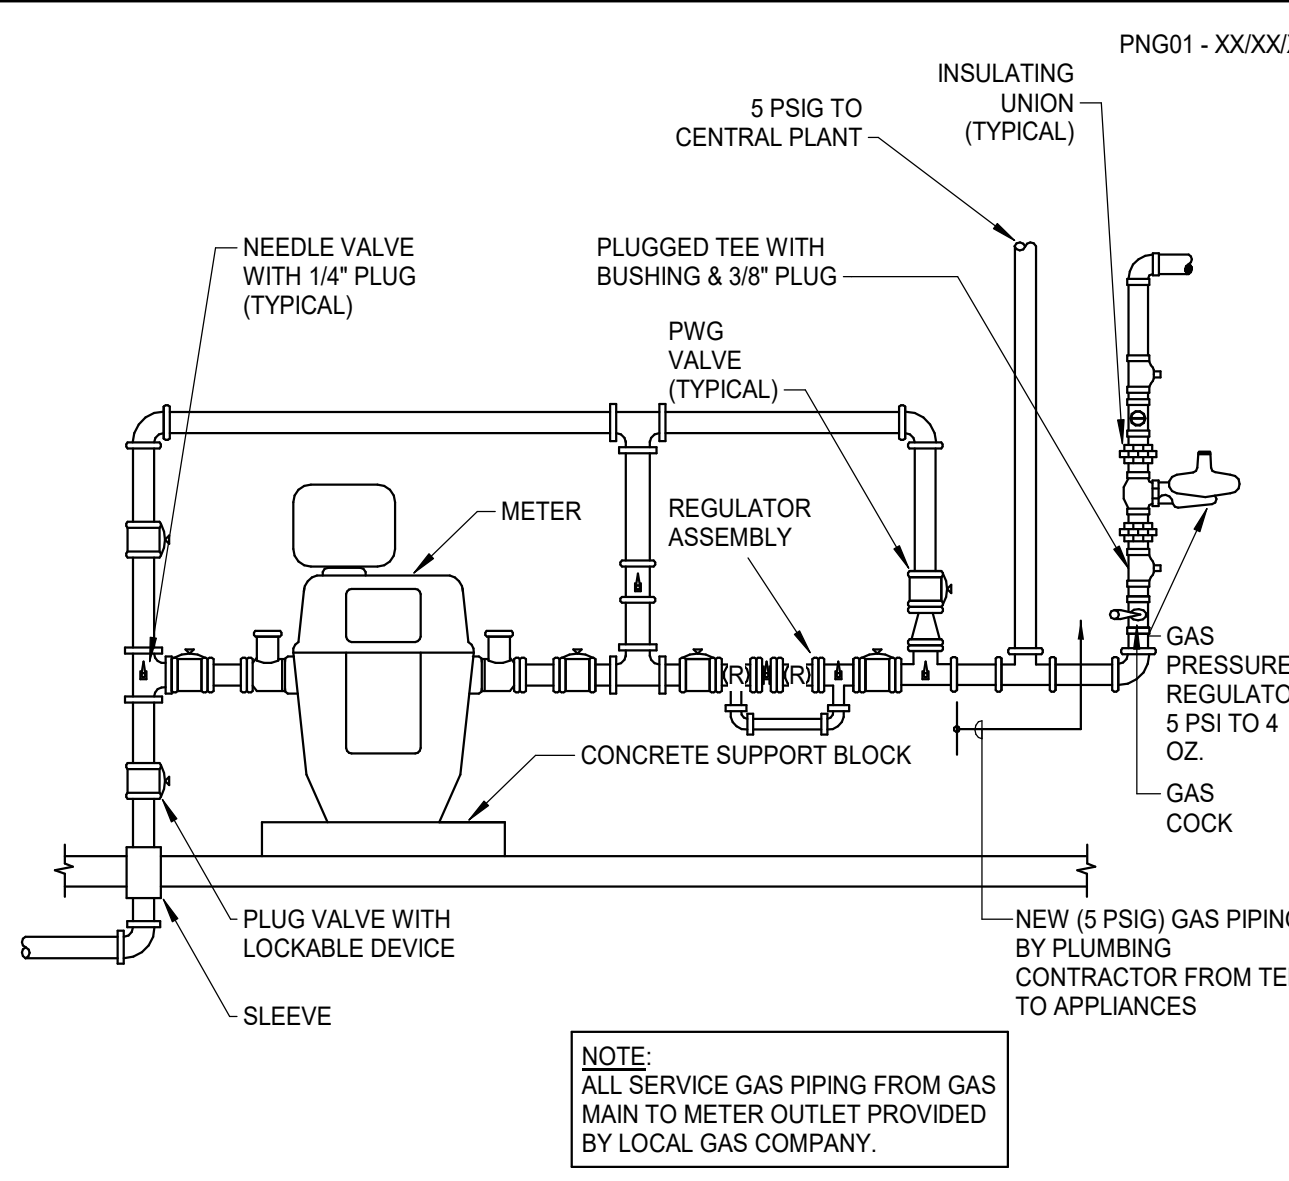 PNG01 - XX/XX/
INSULATING
UNION
(TYPICAL)
5 PSIG TO
CENTRAL PLANT
NEEDLE VALVE
WITH 1/4" PLUG
(TYPICAL)
PLUGGED TEE WITH
BUSHING & 3/8" PLUG
PWG
VALVE
(TYPICAL)
METER
REGULATOR
ASSEMBLY
R
R
GAS
PRESSURE
REGULATO
5 PSI TO 4
OZ.
GAS
COCK
CONCRETE SUPPORT BLOCK
PLUG VALVE WITH
LOCKABLE DEVICE
SLEEVE
NEW (5 PSIG) GAS PIPING
BY PLUMBING
CONTRACTOR FROM TE
TO APPLIANCES
NOTE:
ALL SERVICE GAS PIPING FROM GAS
MAIN TO METER OUTLET PROVIDED
BY LOCAL GAS COMPANY.